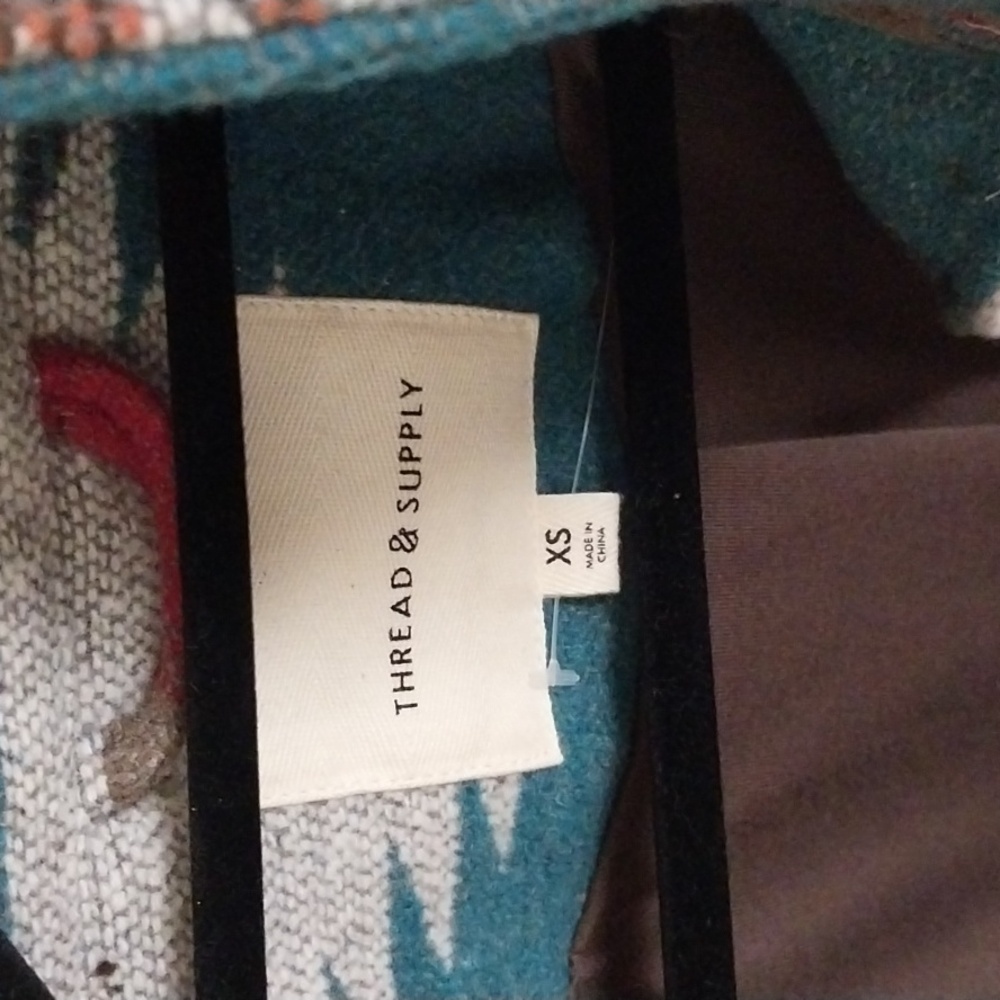 THREAD & SUPPLY
XS
MADE IN
CHINA